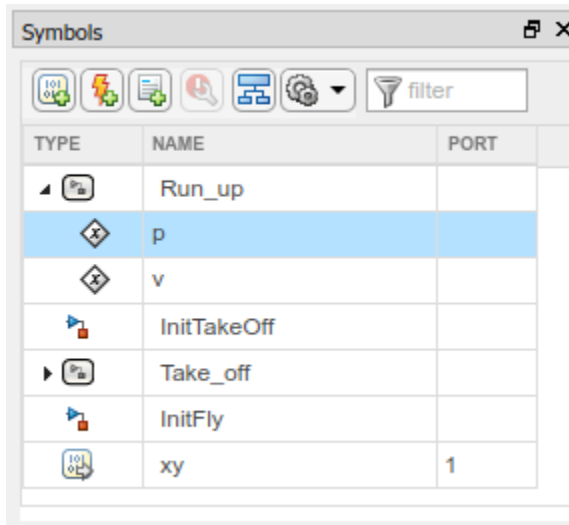 Symbols
filter
TYPE NAME PORT
Run_up
p
v
InitTakeOff
Take_off
InitFly
xy 1